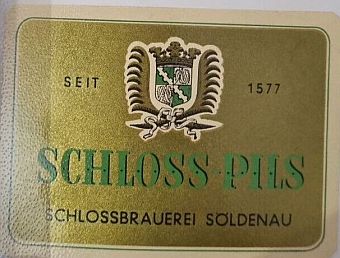 SEIT 1577
SCHLOSS-PILS
SCHLOSSBRAUEREI SÖLDENAU